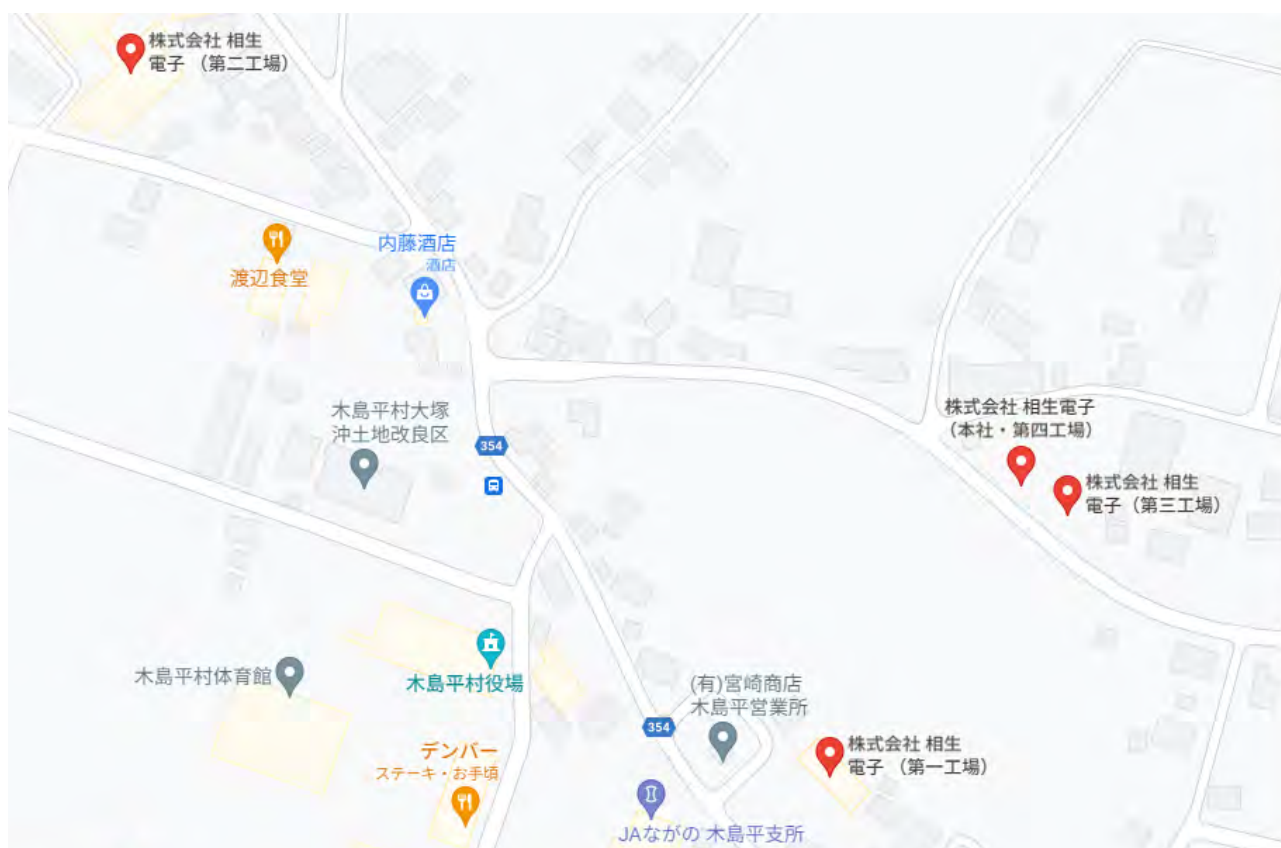 株式会社 相生
電子 (第二工場)
内藤酒店
酒店
渡辺食堂
木島平村大塚
沖土地改良区
354
株式会社 相生電子
(本社・第四工場)
株式会社 相生
電子 (第三工場)
木島平村役場
木島平村体育館
(有)宮崎商店
木島平営業所
354
デンバー
ステーキ・お手頃
株式会社 相生
電子 (第一工場)
JAながの 木島平支所